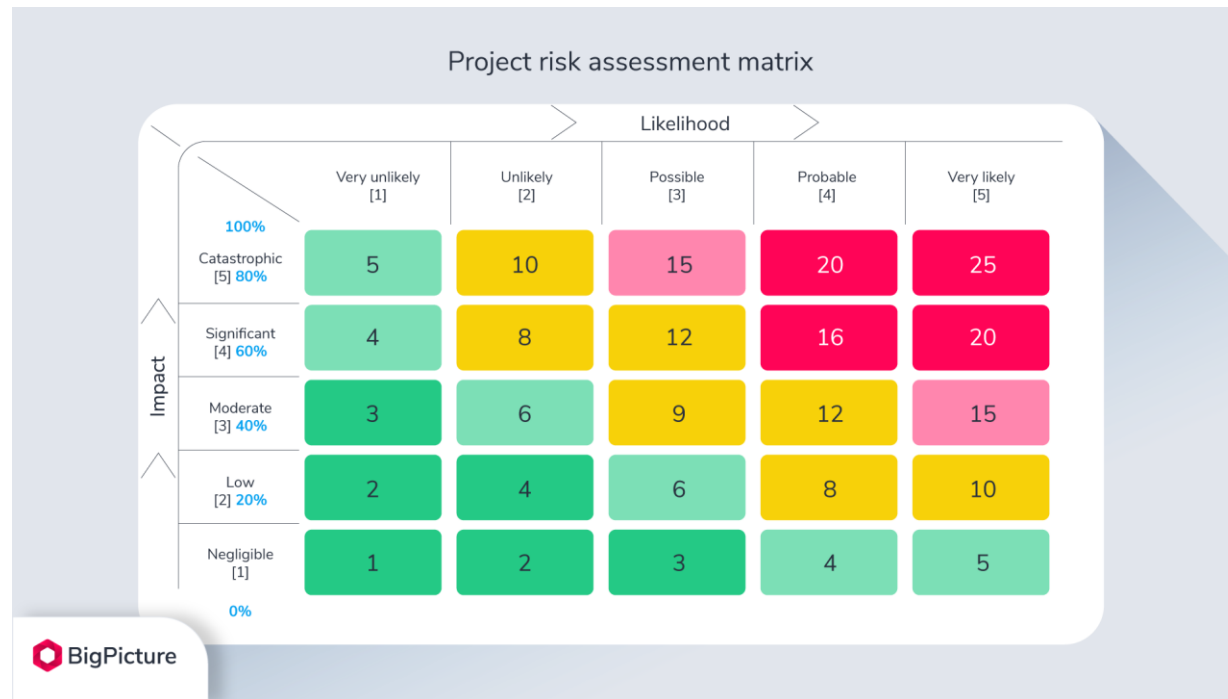 Project risk assessment matrix
Likelihood
Very unlikely Unlikely Possible Probable Very likely
[1] [2] [3] [4] [5]
100%
Catastrophic
[5] 80%
5 10 15 20 25
Significant
[4] 60%
4 8 12 16 20
Impact
Moderate
[3] 40%
3 6 9 12 15
Low
[2] 20%
2 4 6 8 10
Negligible
[1]
1 2 3 4 5
0%
BigPicture